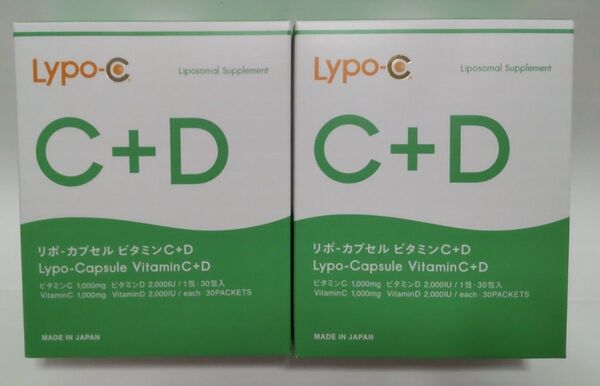 Lypo-C
Liposomal Supplement
C+D
リポ-カプセル ビタミンC+D
Lypo-Capsule VitaminC+D
ビタミンC 1,000mg ビタミンD 2,000IU / 1包・30包入
VitaminC 1,000mg VitaminD 2,000IU / each・30PACKETS
MADE IN JAPAN
Lypo-C
Liposomal Supplement
C+D
リポ-カプセル ビタミンC+D
Lypo-Capsule VitaminC+D
ビタミンC 1,000mg ビタミンD 2,000IU / 1包・30包入
VitaminC 1,000mg VitaminD 2,000IU / each・30PACKETS
MADE IN JAPAN